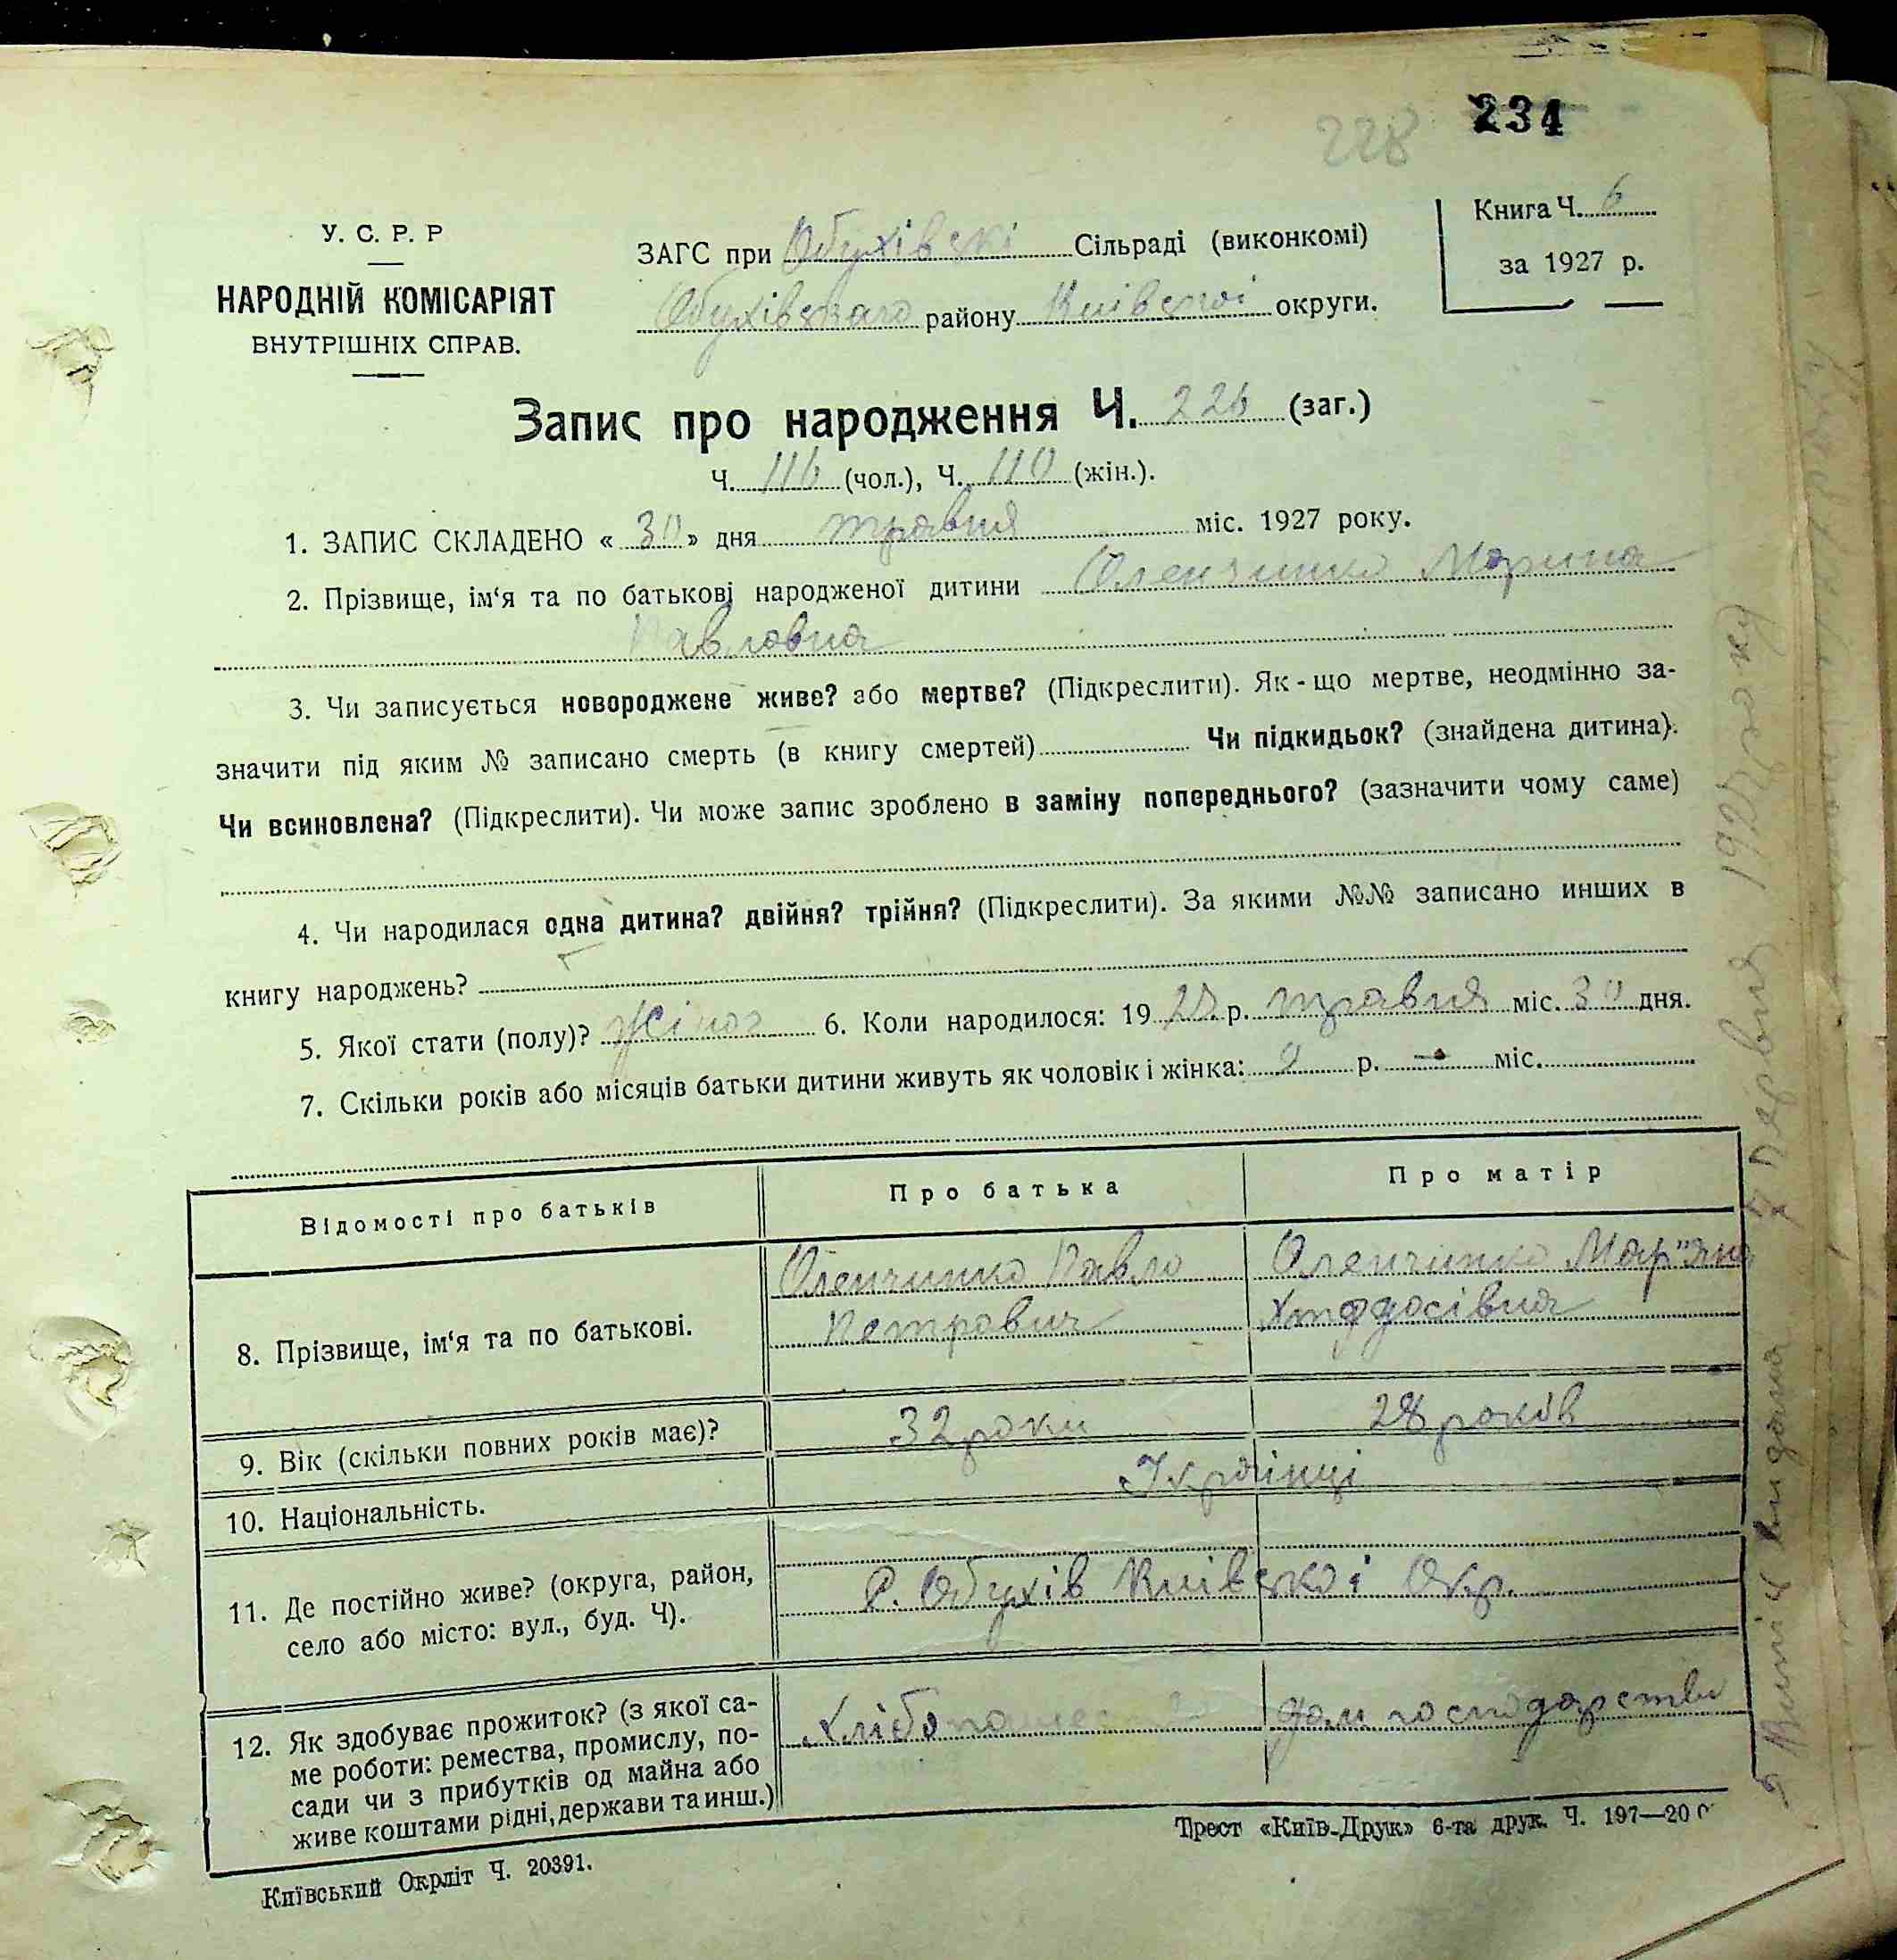 234
228
У. С. Р. Р
НАРОДНІЙ КОМІСАРІЯТ
ВНУТРІШНІХ СПРАВ.
ЗАГС при Обухівскі Сільраді (виконкомі)
Обухівскаго району Київської округи.
Книга Ч. 6
за 1927 р.
Запис про народження Ч. 226 (заг.)
Ч. 116 (чол.), Ч. 110 (жін.).
1. ЗАПИС СКЛАДЕНО « 30 » дня травня міс. 1927 року.
2. Прізвище, ім‘я та по батькові народженої дитини Марина
Павловна
3. Чи записується новороджене живе? або мертве? (Підкреслити). Як-що мертве, неодмінно за-
значити під яким № записано смерть (в книгу смертей) Чи підкидьок? (знайдена дитина).
Чи всиновлена? (Підкреслити). Чи може запис зроблено в заміну попереднього? (зазначити чому саме)
4. Чи народилася одна дитина? двійня? трійня? (Підкреслити). За якими №№ записано инших в
книгу народжень?
5. Якої стати (полу)? жіноч 6. Коли народилося: 19 27 р. травня міс. 30 дня.
7. Скільки років або місяців батьки дитини живуть як чоловік і жінка: 9 р. — міс.
Відомості про батьків Про батька Про матір
8. Прізвище, ім‘я та по батькові. Оленчинко Павло Петрович Оленчинко Мар"яна
9. Вік (скільки повних років має)? 32 роки 28 років
10. Національність. Українці
11. Де постійно живе? (округа, район,
село або місто: вул., буд. Ч). С. Обухів Київської Окр.
12. Як здобуває прожиток? (з якої са-
ме роботи: ремества, промислу, по-
сади чи з прибутків од майна або
живе коштами рідні, держави та инш.) дом господарство
Київський Окрліт Ч. 20391.
Трест «Київ-Друк» 6-та друк. Ч. 197—20